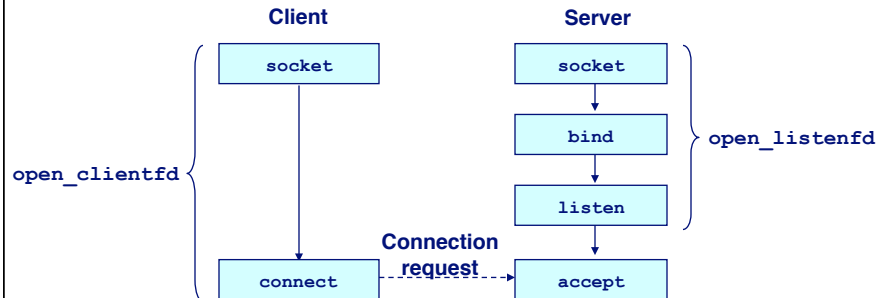 Client
Server
socket
socket
bind
open_listenfd
open_clientfd
listen
Connection
request
connect
accept